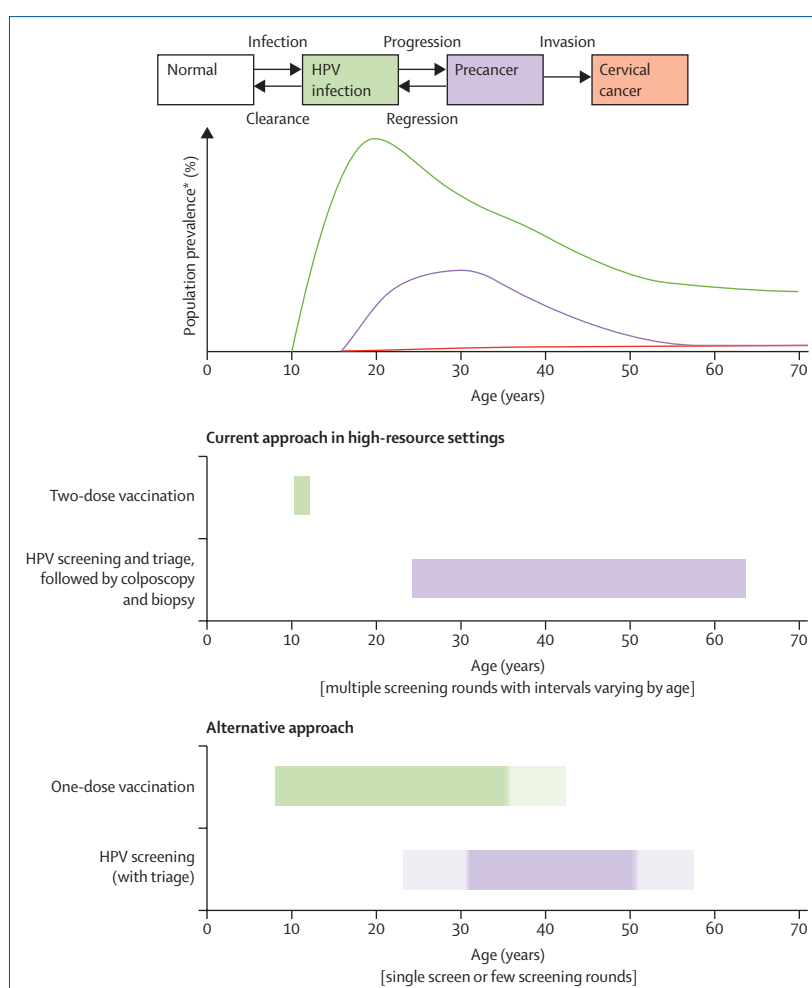 Infection
Progression
Invasion
Normal
HPV
infection
Precancer
Cervical
cancer
Clearance
Regression
Population prevalence* (%)
0 10 20 30 40 50 60 70
Age (years)
Current approach in high-resource settings
Two-dose vaccination
HPV screening and triage,
followed by colposcopy
and biopsy
0 10 20 30 40 50 60 70
Age (years)
[multiple screening rounds with intervals varying by age]
Alternative approach
One-dose vaccination
HPV screening
(with triage)
0 10 20 30 40 50 60 70
Age (years)
[single screen or few screening rounds]